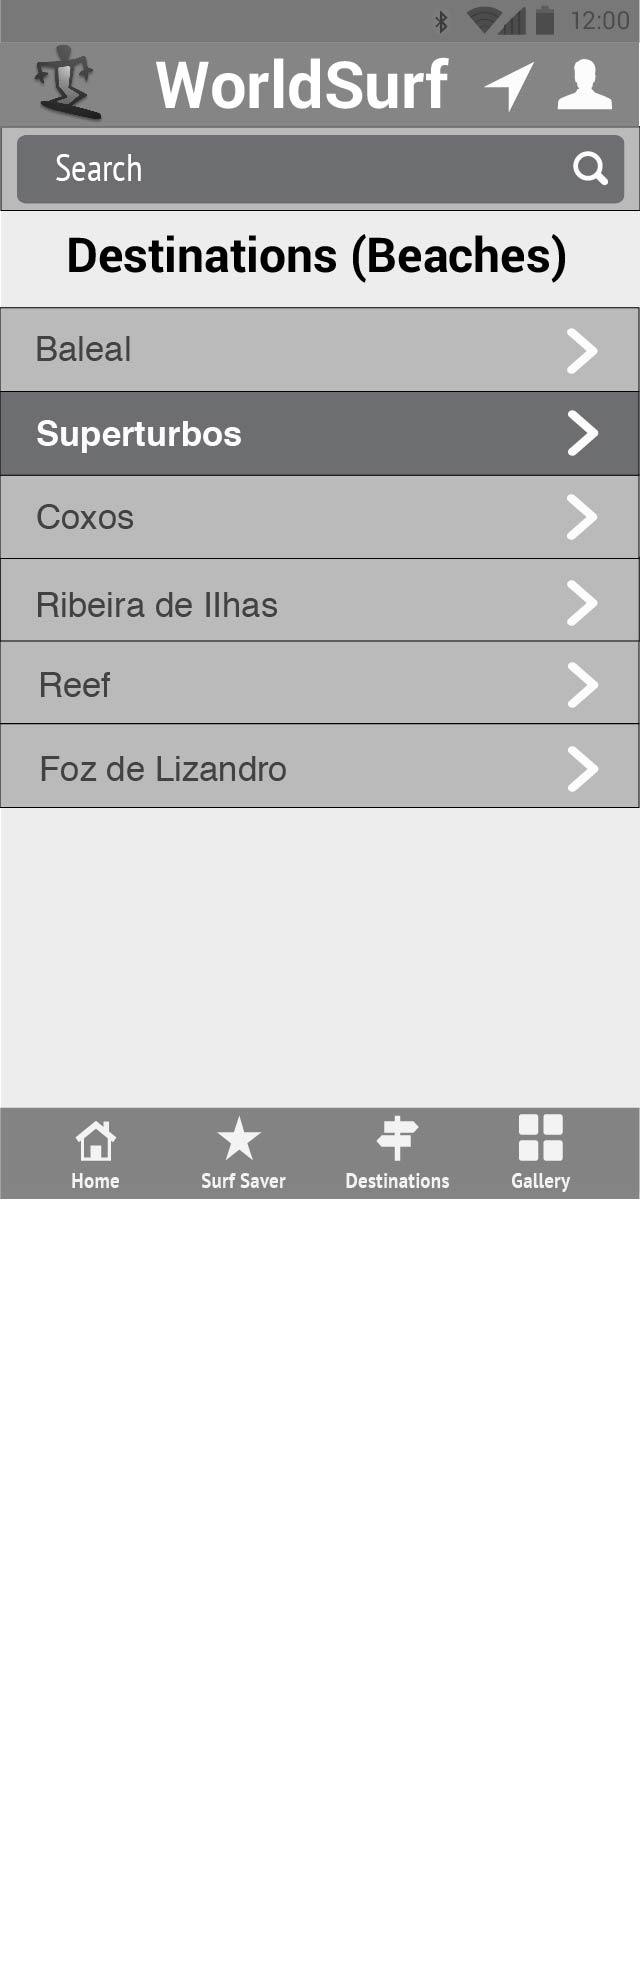 12:00
WorldSurf
Search
Destinations (Beaches)
Baleal
Superturbos
Coxos
Ribeira de Ilhas
Reef
Foz de Lizandro
Home Surf Saver Destinations Gallery